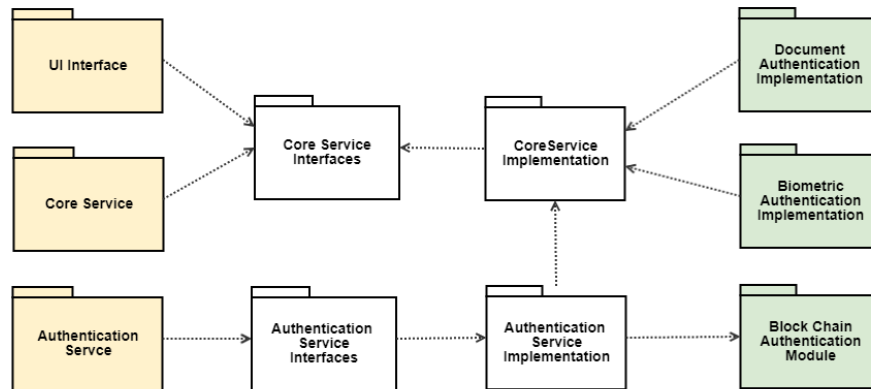 UI Interface
Core Service
Authentication
Servce
Core Service
Interfaces
Authentication
Service
Interfaces
CoreService
Implementation
Authentication
Service
Implementation
Document
Authentication
Implementation
Biometric
Authentication
Implementation
Block Chain
Authentication
Module